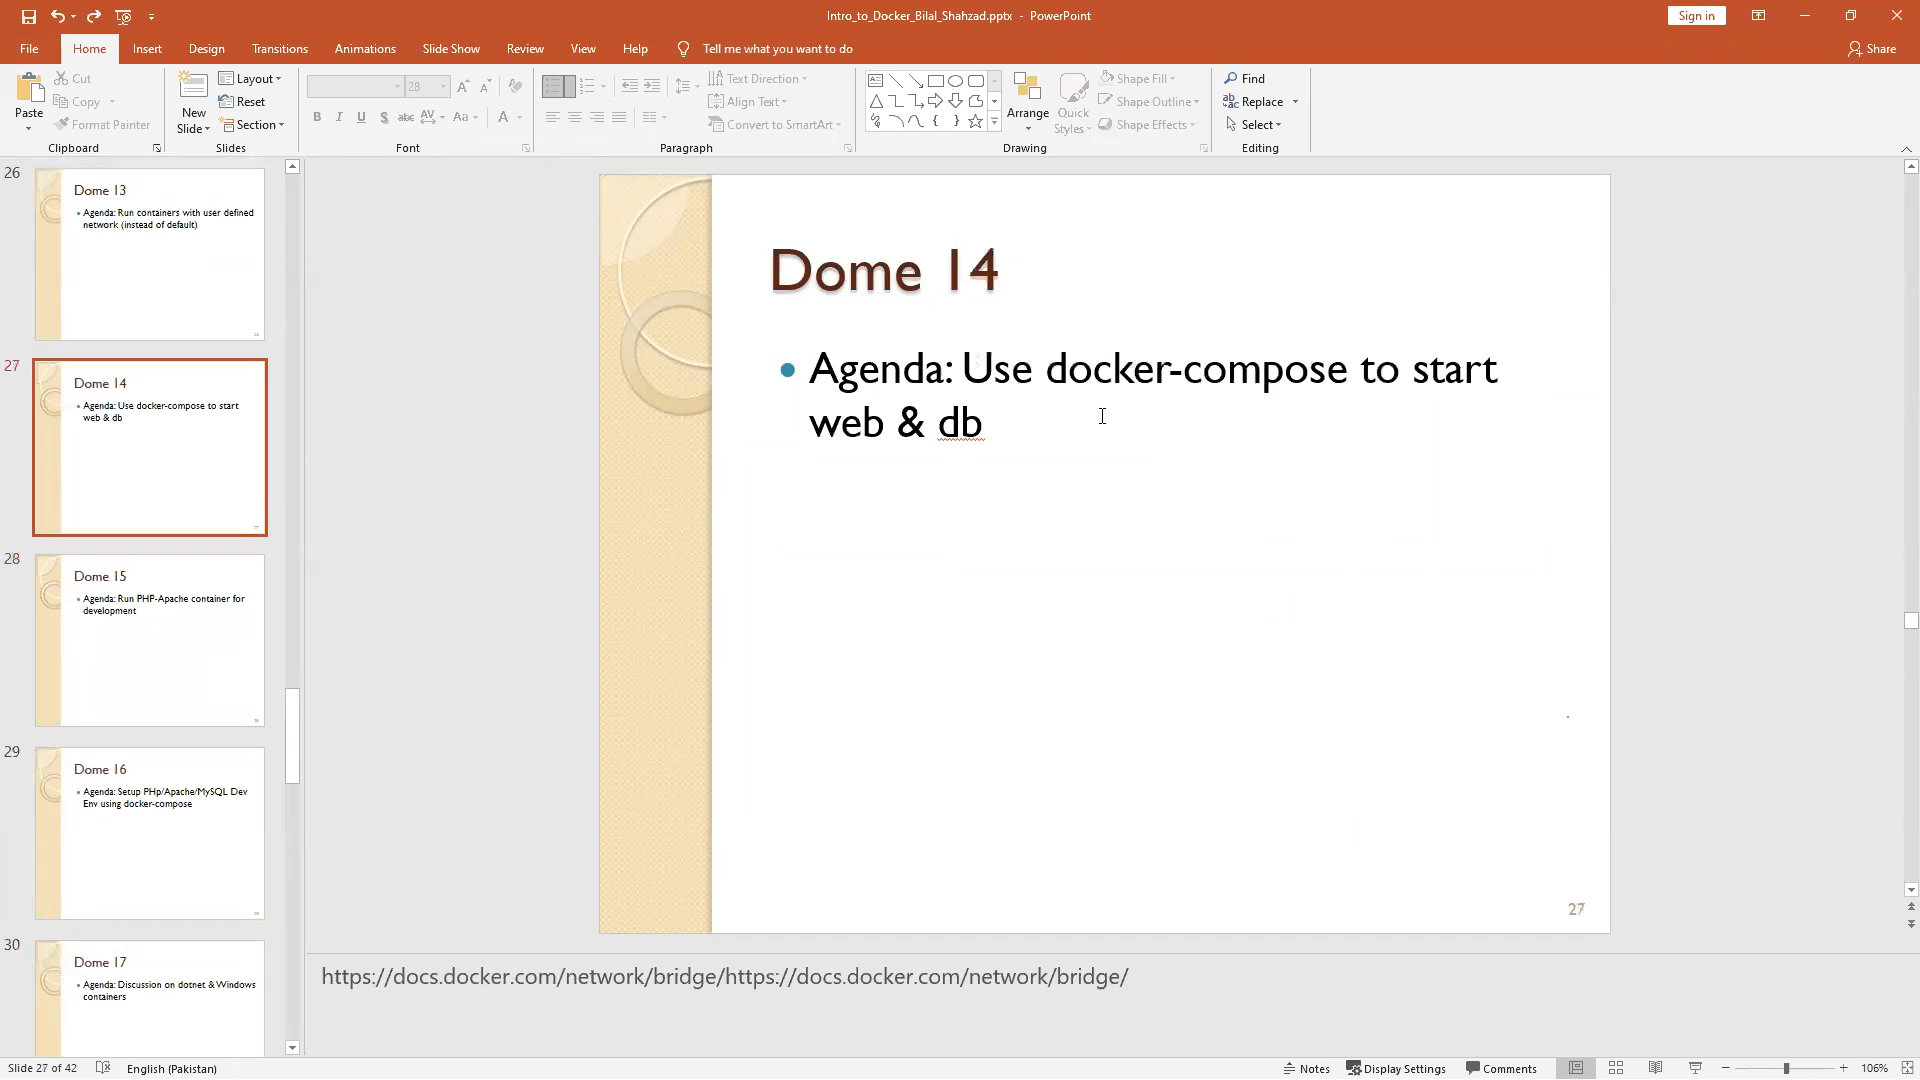 Intro_to_Docker_Bilal_Shahzad.pptx - PowerPoint
Sign in
File Home Insert Design Transitions Animations Slide Show Review View Help Tell me what you want to do
Share
Paste
Cut
Copy
Format Painter
Clipboard
New
Slide
Layout
Reset
Section
Slides
28
B I U S abc AV Aa A
Font
Text Direction
Align Text
Convert to SmartArt
Paragraph
Arrange
Quick
Styles
Shape Fill
Shape Outline
Shape Effects
Drawing
Find
Replace
Select
Editing
26
Dome 13
• Agenda: Run containers with user defined
network (instead of default)
27
Dome 14
• Agenda: Use docker-compose to start
web & db
28
Dome 15
• Agenda: Run PHP-Apache container for
development
29
Dome 16
• Agenda: Setup PHp/Apache/MySQL Dev
Env using docker-compose
30
Dome 17
• Agenda: Discussion on dotnet & Windows
containers
Dome 14
• Agenda: Use docker-compose to start
web & db
27
https://docs.docker.com/network/bridge/https://docs.docker.com/network/bridge/
Slide 27 of 42 English (Pakistan)
Notes Display Settings Comments 106%